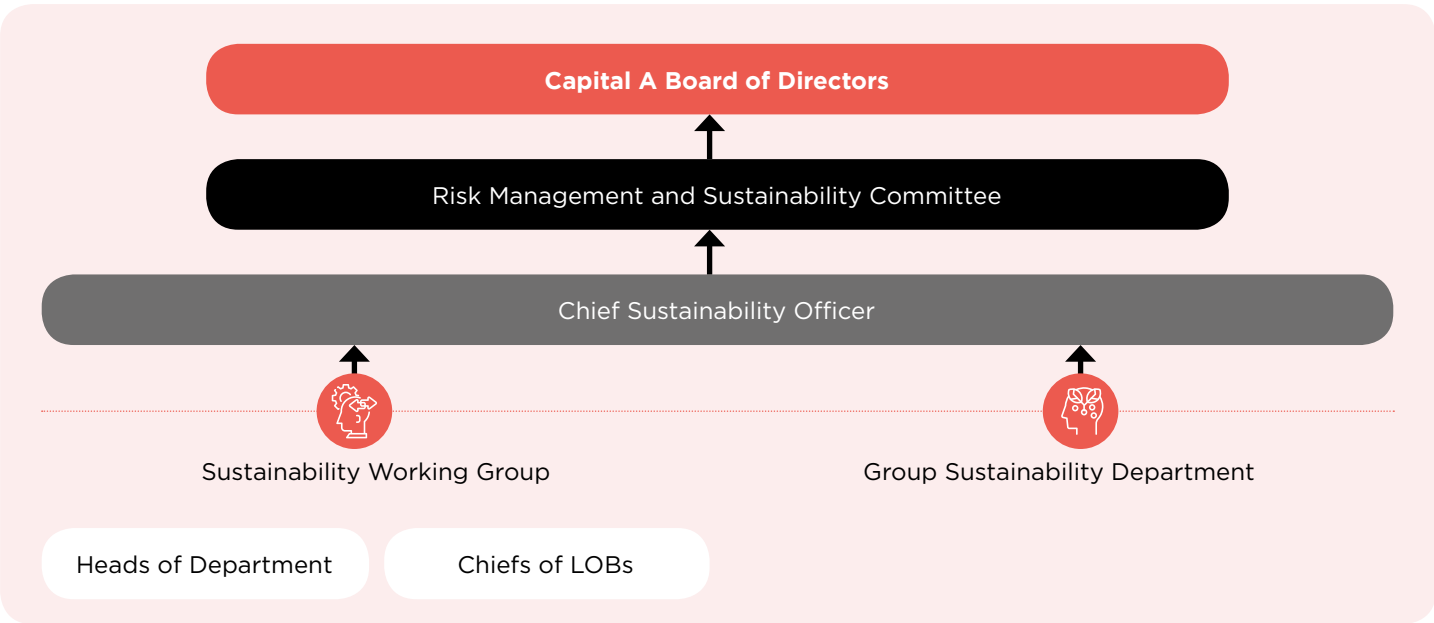 Capital A Board of Directors
Risk Management and Sustainability Committee
Chief Sustainability Officer
Sustainability Working Group
Group Sustainability Department
Heads of Department
Chiefs of LOBs